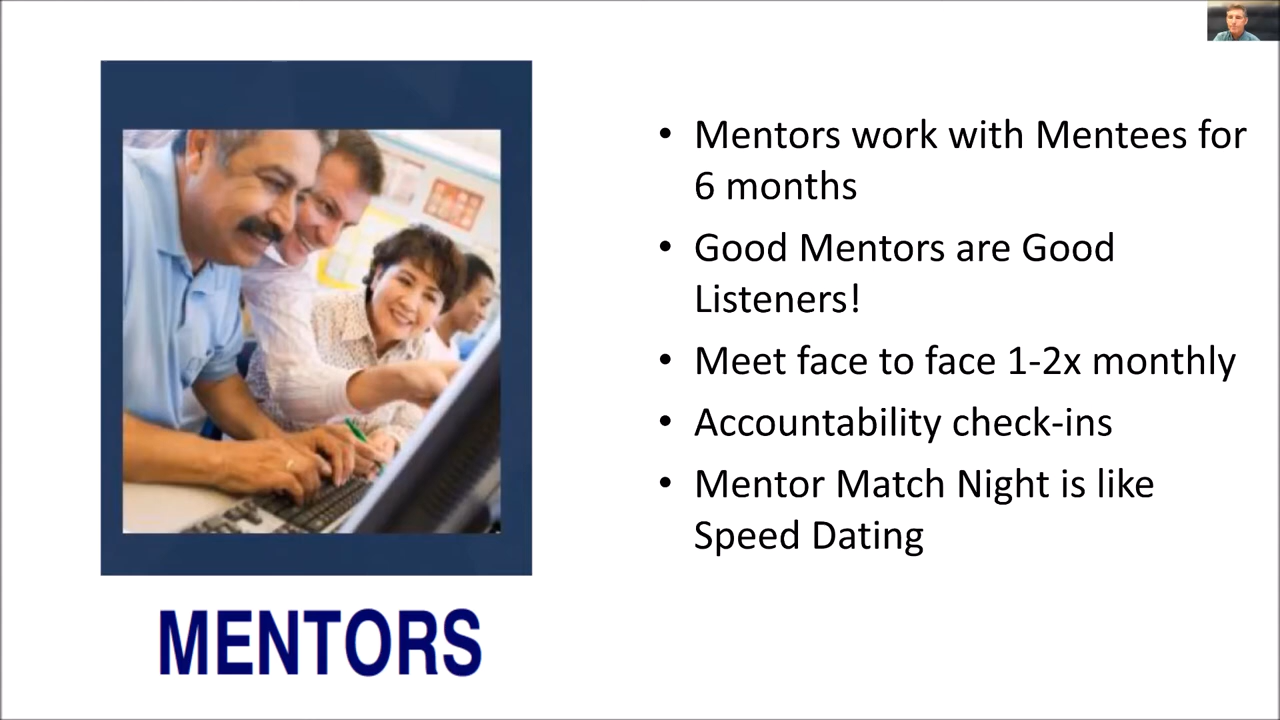 • Mentors work with Mentees for
6 months
• Good Mentors are Good
Listeners!
• Meet face to face 1-2x monthly
• Accountability check-ins
• Mentor Match Night is like
Speed Dating
MENTORS